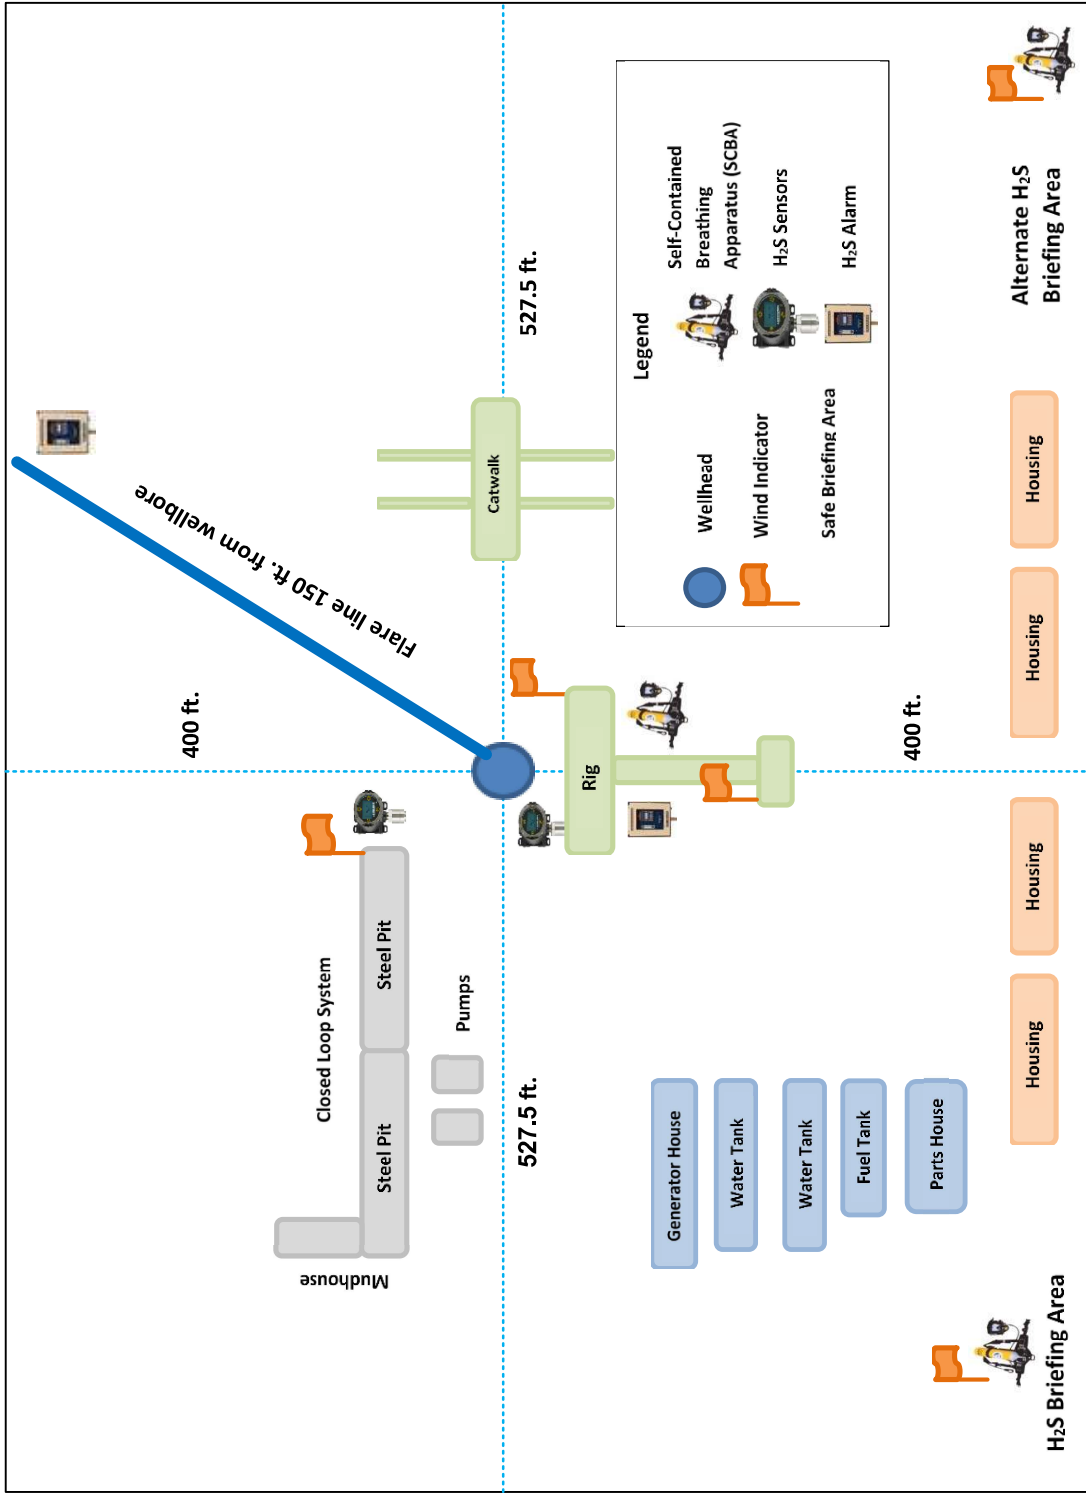 Flare line 150 ft. from wellbore
400 ft.
527.5 ft.
Catwalk
Closed Loop System
Steel Pit
Steel Pit
Mudhouse
Pumps
527.5 ft.
Rig
400 ft.
Legend
Wellhead
Wind Indicator
Safe Briefing Area
Self-Contained
Breathing
Apparatus (SCBA)
H₂S Sensors
H₂S Alarm
Generator House
Water Tank
Water Tank
Fuel Tank
Parts House
H₂S Briefing Area
Housing
Housing
Housing
Housing
Alternate H₂S
Briefing Area